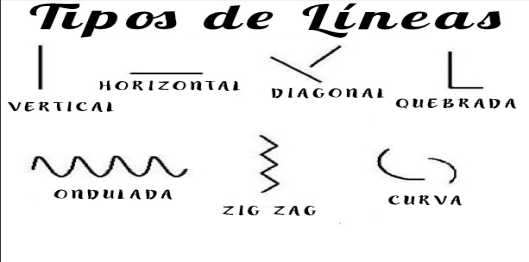 Tipos de Líneas
VERTICAL
HORIZONTAL
DIAGONAL
QUEBRADA
ONDULADA
ZIG ZAG
CURVA